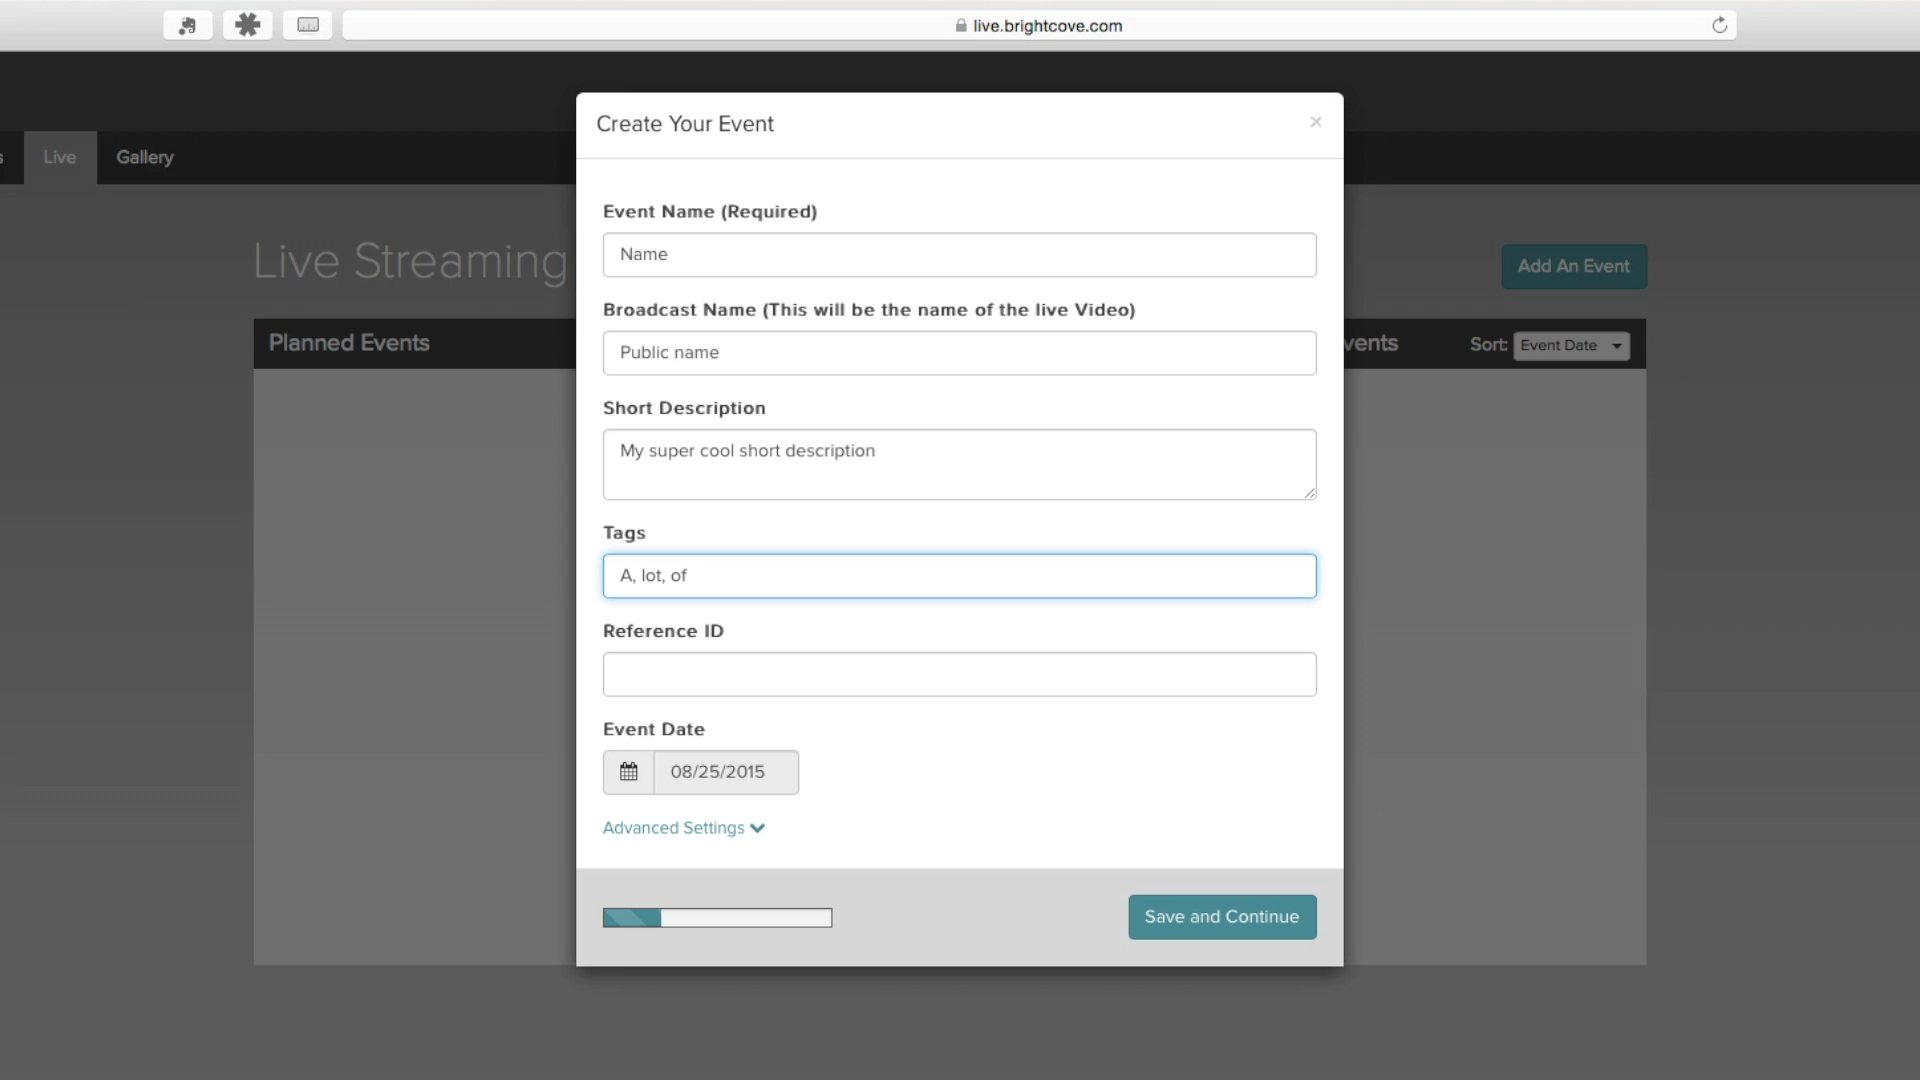 live.brightcove.com
s
Live
Gallery
Create Your Event
×
Live Streaming
Add An Event
Planned Events
vents
Sort:
Event Date
Event Name (Required)
Name
Broadcast Name (This will be the name of the live Video)
Public name
Short Description
My super cool short description
Tags
A, lot, of
Reference ID
Event Date
08/25/2015
Advanced Settings
Save and Continue